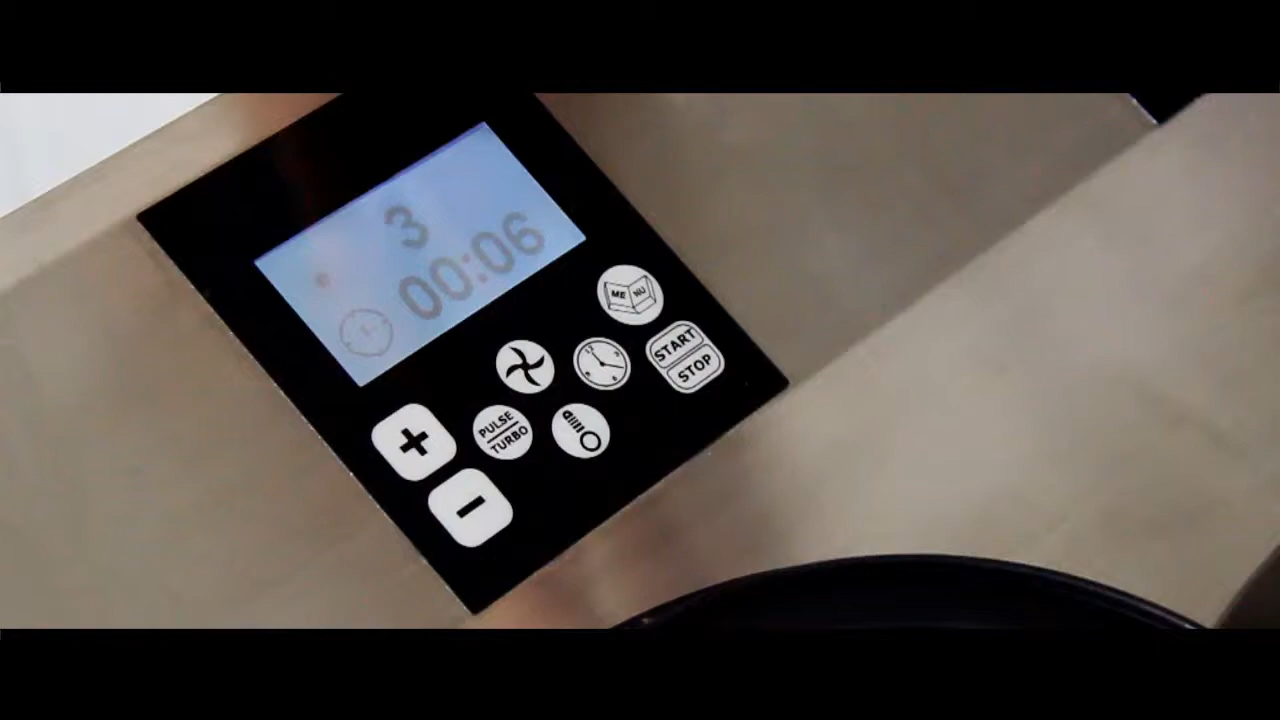 3
00:06
ME NU
START
STOP
PULSE
TURBO
+
-